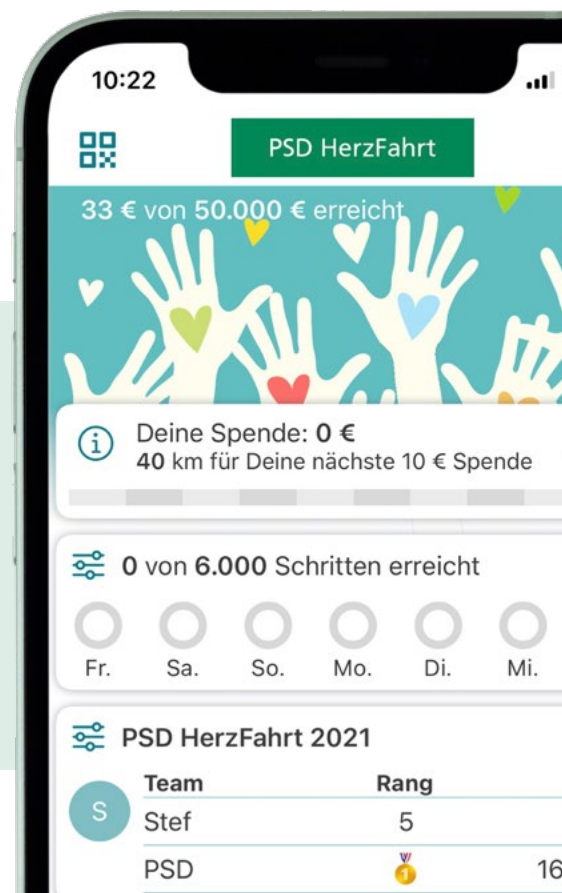 10:22
PSD HerzFahrt
33 € von 50.000 € erreicht
Deine Spende: 0 €
40 km für Deine nächste 10 € Spende
0 von 6.000 Schritten erreicht
Fr. Sa. So. Mo. Di. Mi.
PSD HerzFahrt 2021
Team Rang
S
Stef 5
PSD 16